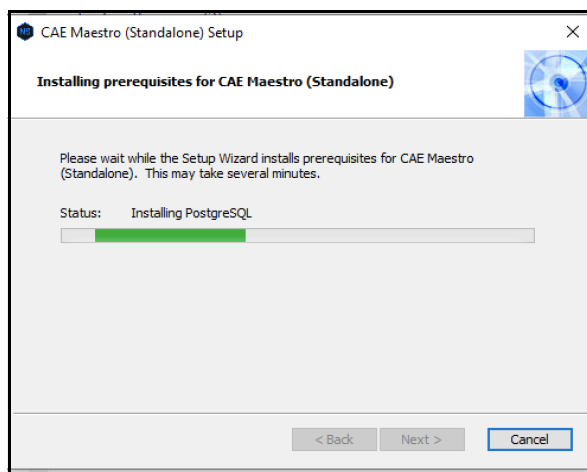 CAE Maestro (Standalone) Setup
Installing prerequisites for CAE Maestro (Standalone)
Please wait while the Setup Wizard installs prerequisites for CAE Maestro
(Standalone). This may take several minutes.
Status: Installing PostgreSQL
< Back Next > Cancel